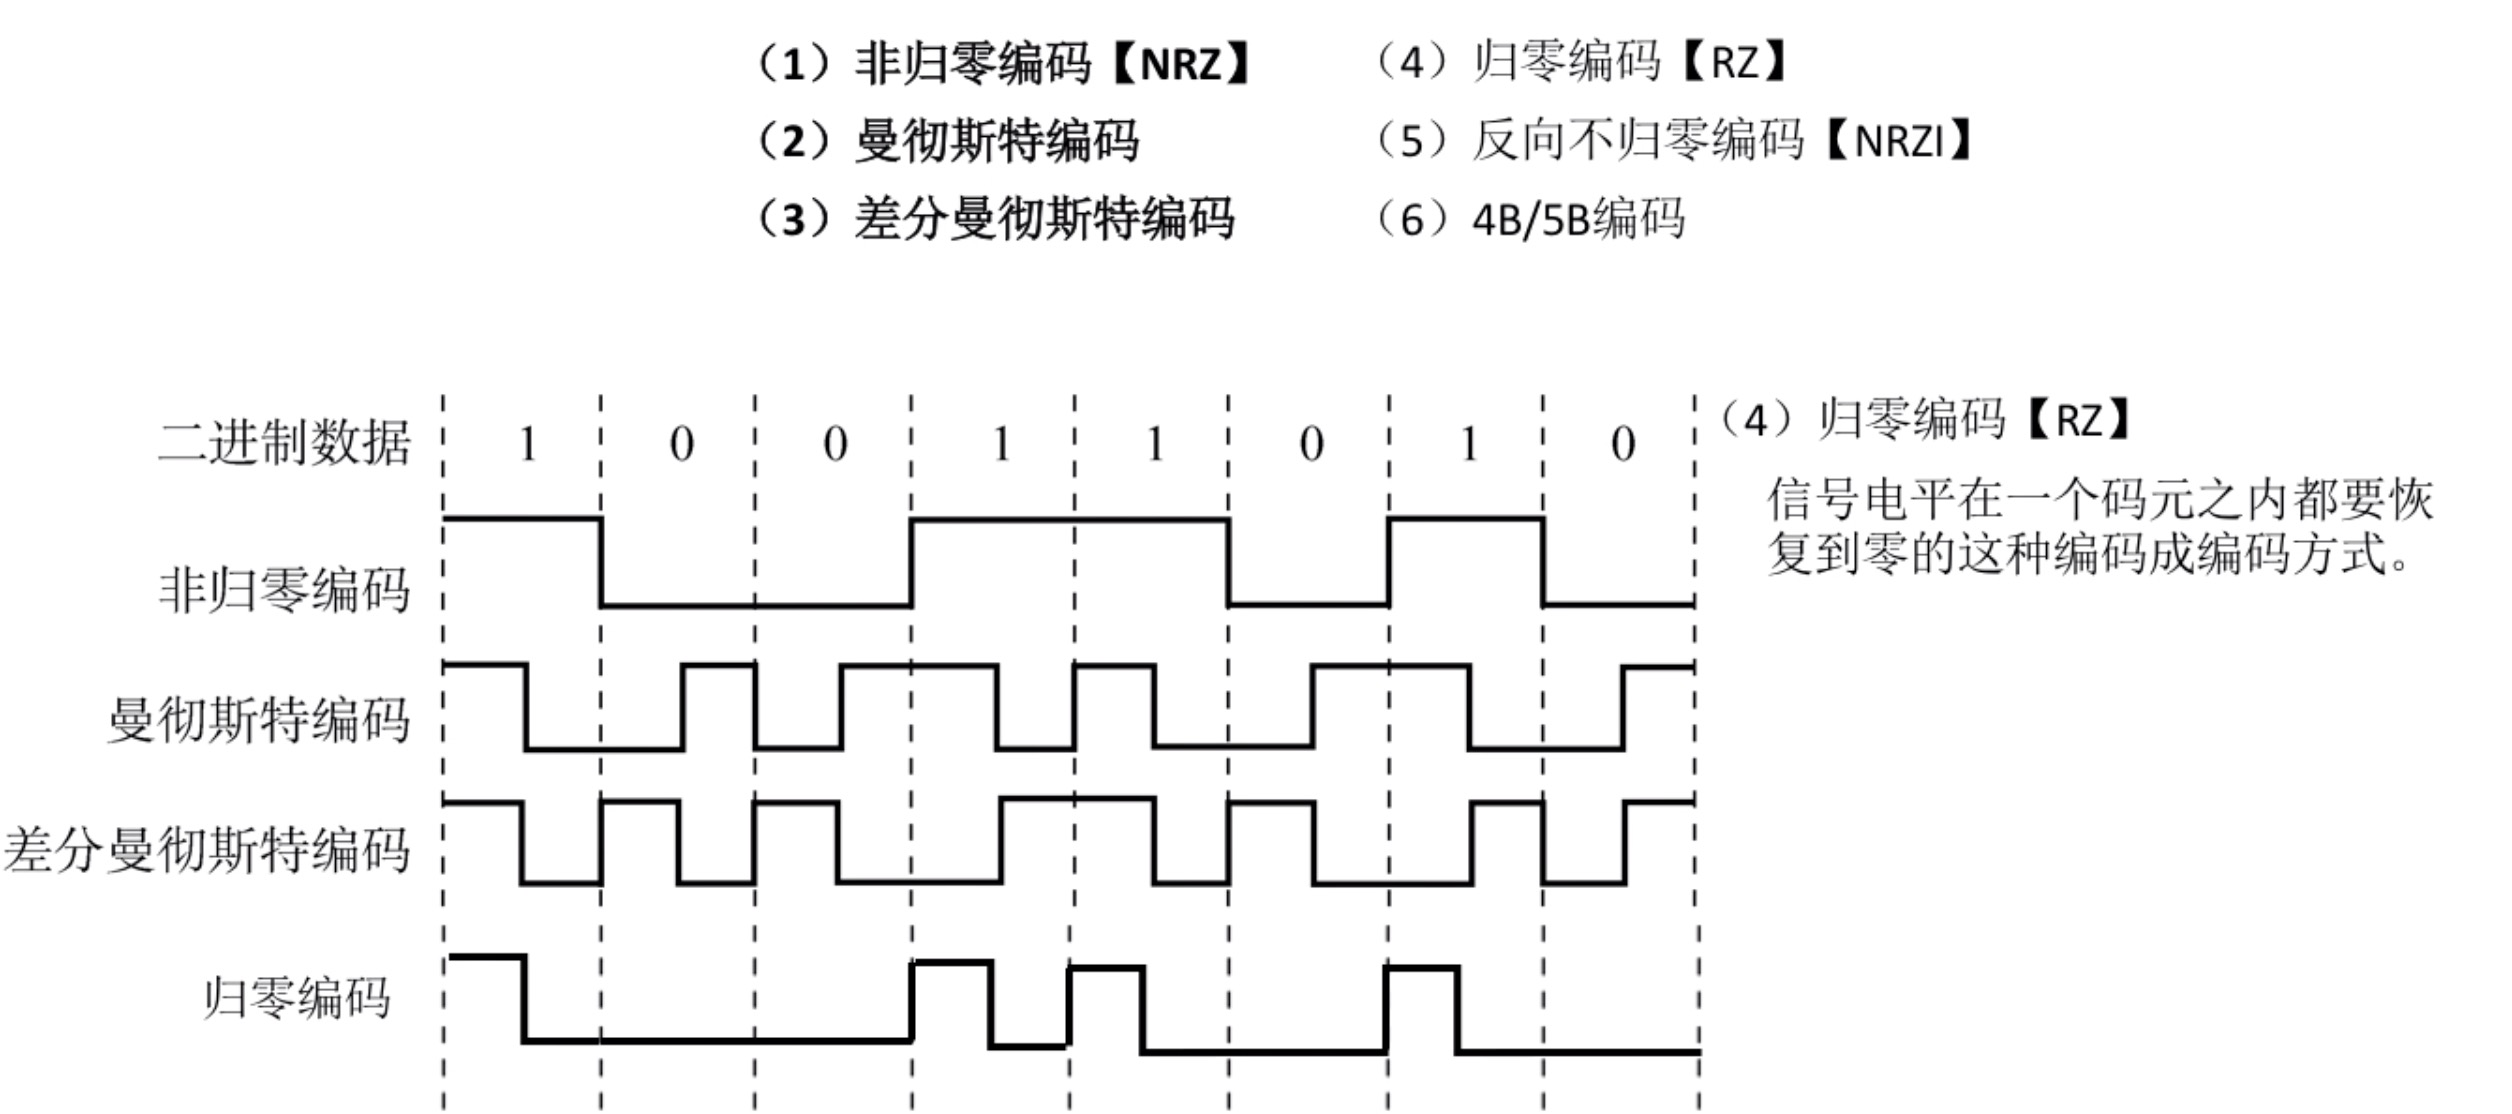 （1）非归零编码【NRZ】
（2）曼彻斯特编码
（3）差分曼彻斯特编码
（4）归零编码【RZ】
（5）反向不归零编码【NRZI】
（6）4B/5B编码
二进制数据 1 0 0 1 1 0 1 0
非归零编码
曼彻斯特编码
差分曼彻斯特编码
归零编码
（4）归零编码【RZ】
信号电平在一个码元之内都要恢
复到零的这种编码成编码方式。